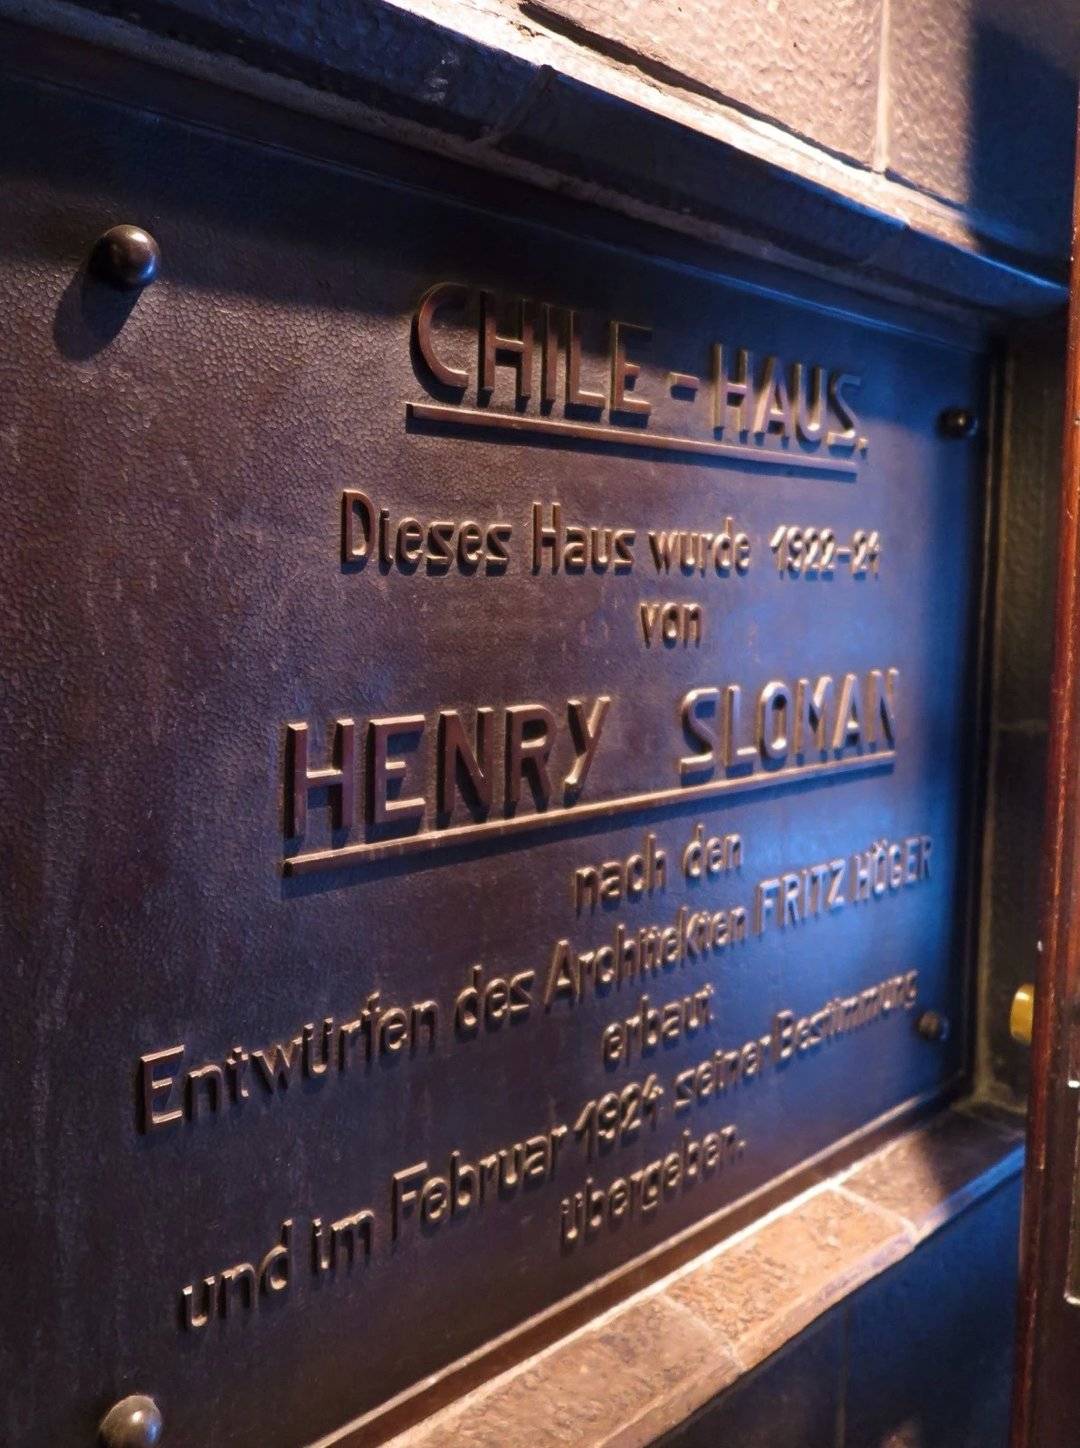 CHILE-HAUS.
Dieses Haus wurde 1922-24
von
HENRY SLOMAN
nach den
Entwürfen des Architekten FRITZ HÖGER
erbaut
und im Februar 1924 seiner Bestimmung
übergeben.